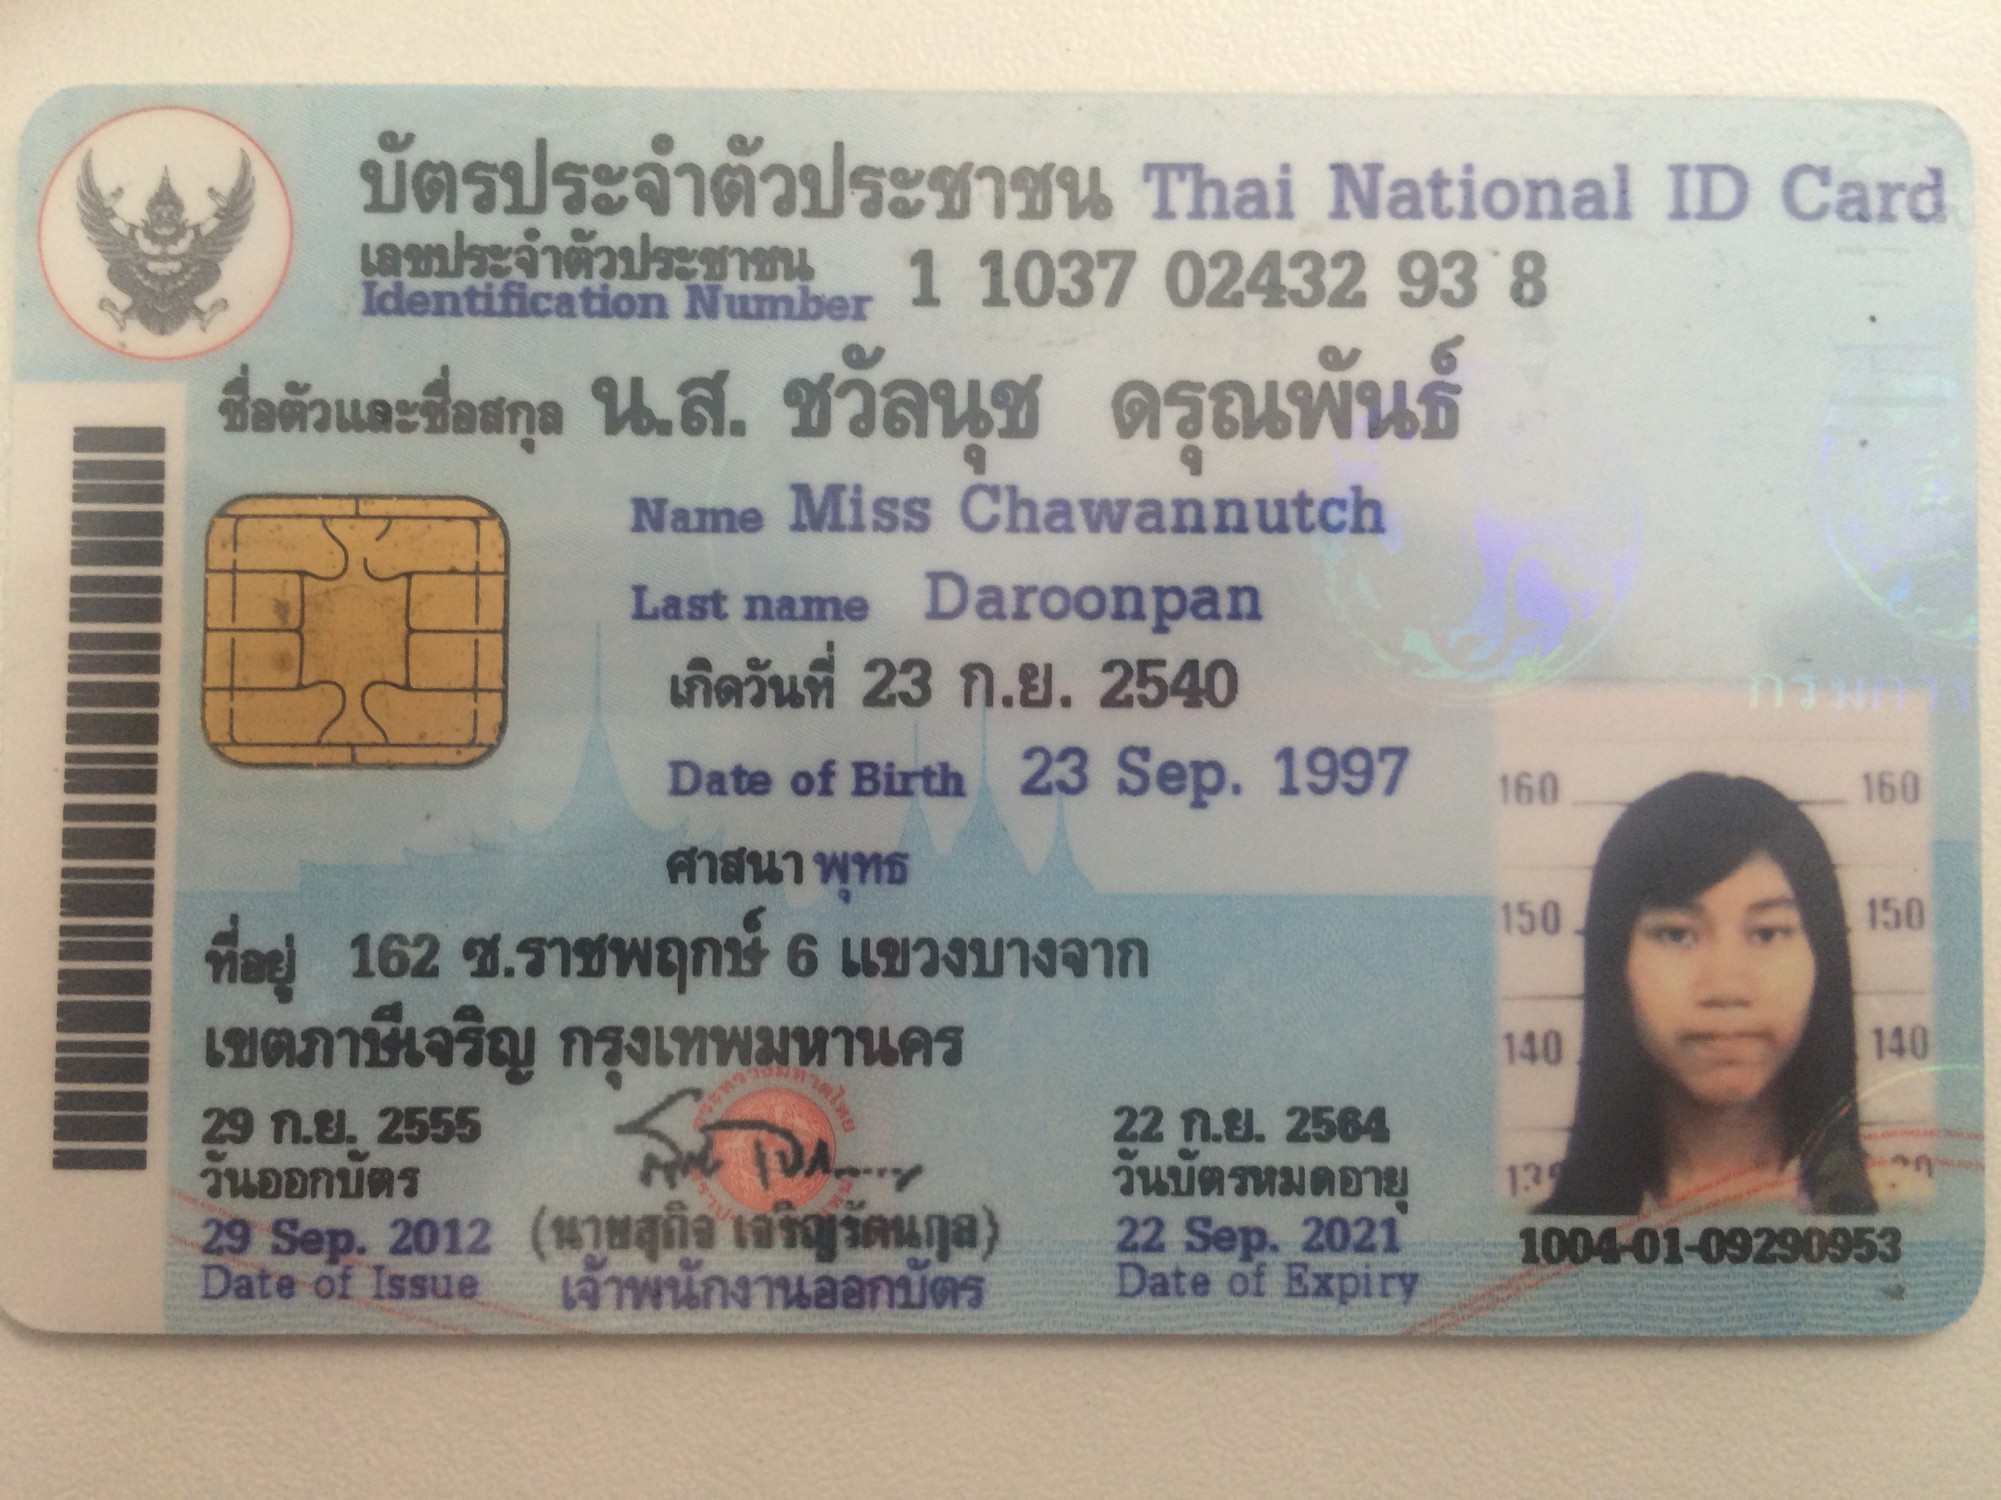 บัตรประจำตัวประชาชน Thai National ID Card
เลขประจำตัวประชาชน
Identification Number 1 1037 02432 93 8
ชื่อตัวและชื่อสกุล น.ส. ชวัลนุช ดรุณพันธ์
Name Miss Chawannutch
Last name Daroonpan
เกิดวันที่ 23 ก.ย. 2540
Date of Birth 23 Sep. 1997
ศาสนา พุทธ
ที่อยู่ 162 ซ.ราชพฤกษ์ 6 แขวงบางจาก
เขตภาษีเจริญ กรุงเทพมหานคร
29 ก.ย. 2555
วันออกบัตร
29 Sep. 2012
Date of Issue
(นายสุกิจ เจริญรัตนกุล)
เจ้าพนักงานออกบัตร
22 ก.ย. 2564
วันบัตรหมดอายุ
22 Sep. 2021
Date of Expiry
160 160
150 150
140 140
1004-01-09290953